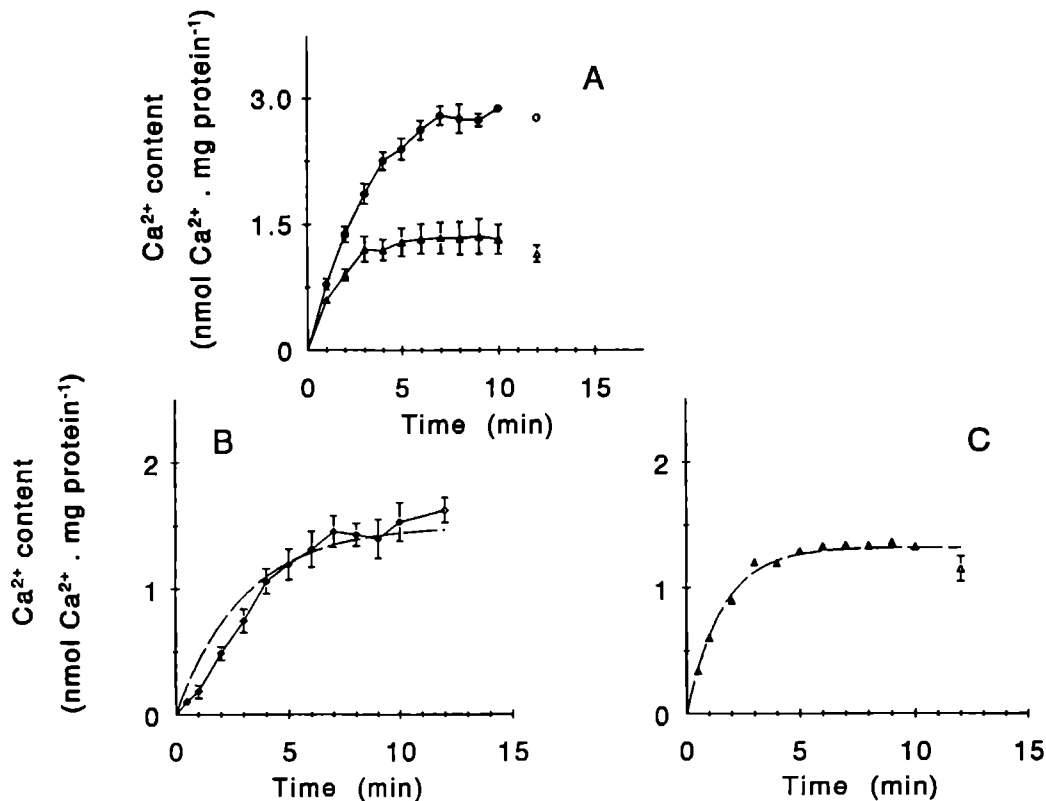 A
Ca²⁺ content
(nmol Ca²⁺ . mg protein⁻¹)
3.0
1.5
0
0 5 10 15
Time (min)
B
Ca²⁺ content
(nmol Ca²⁺ . mg protein⁻¹)
2
1
0
0 5 10 15
Time (min)
C
2
1
0
0 5 10 15
Time (min)